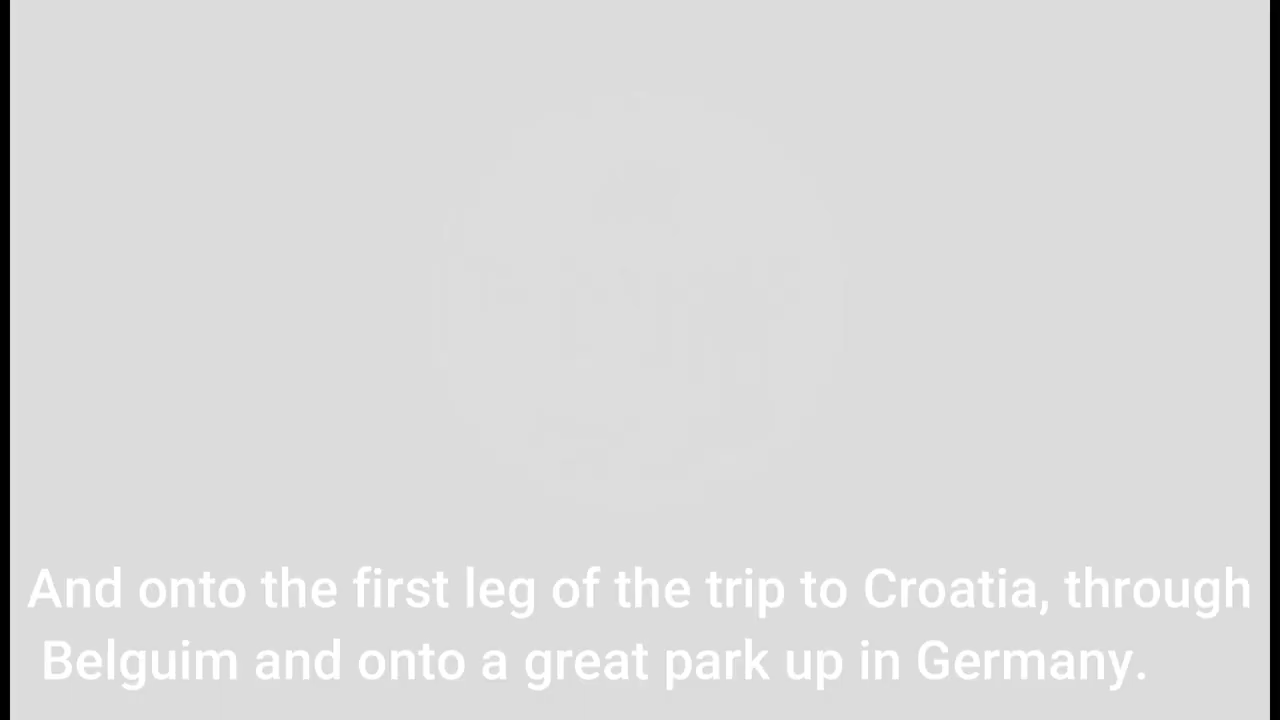 And onto the first leg of the trip to Croatia, through
Belguim and onto a great park up in Germany.